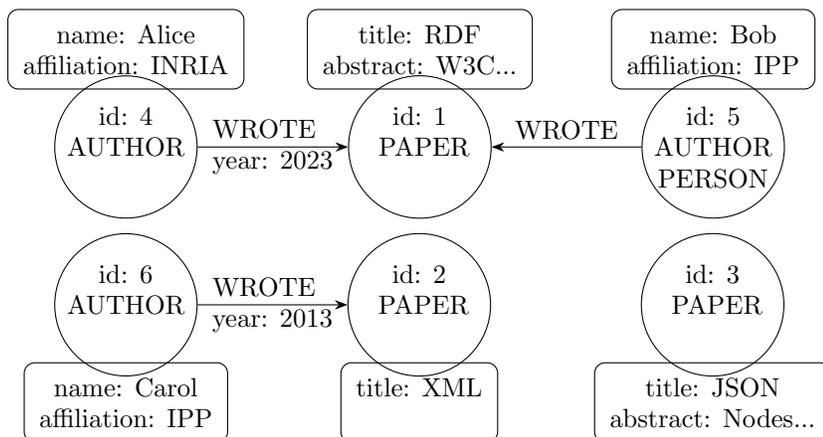 name: Alice
affiliation: INRIA
title: RDF
abstract: W3C...
name: Bob
affiliation: IPP
id: 4
AUTHOR
WROTE
year: 2023
id: 1
PAPER
WROTE
id: 5
AUTHOR
PERSON
id: 6
AUTHOR
WROTE
year: 2013
id: 2
PAPER
id: 3
PAPER
name: Carol
affiliation: IPP
title: XML
title: JSON
abstract: Nodes...